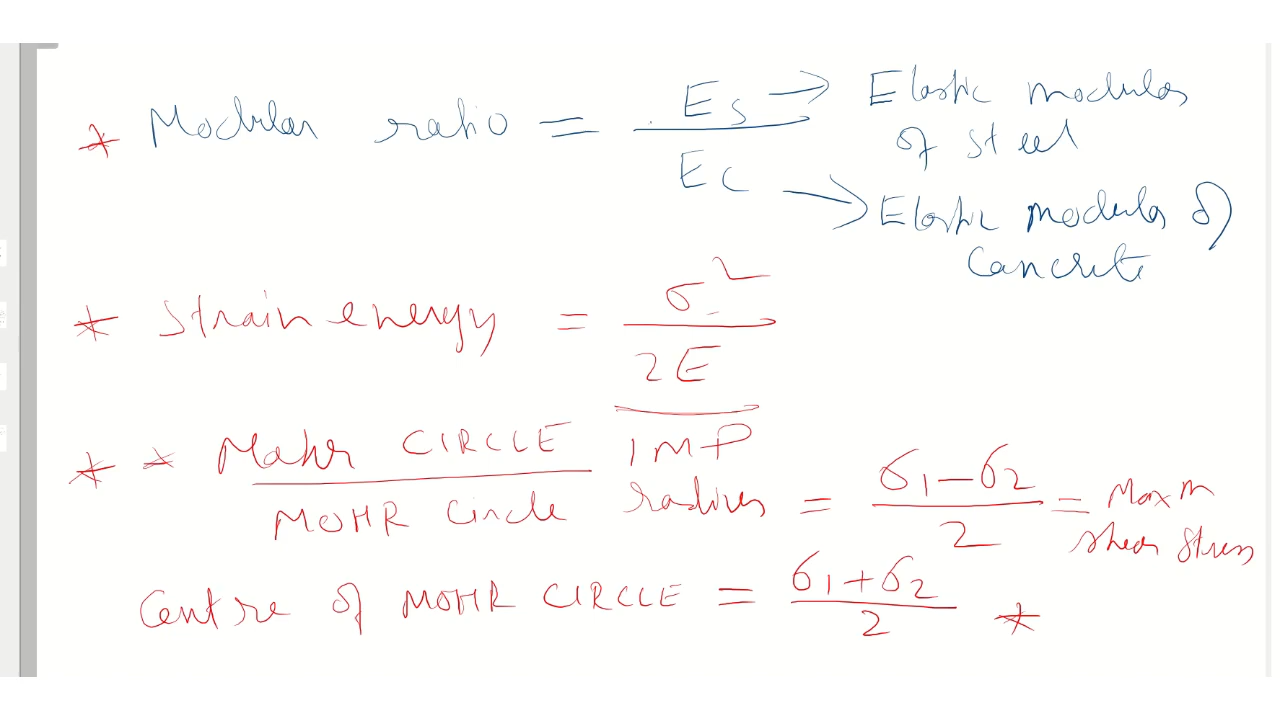 * Modular ratio = Es/Ec → Elastic modulus of steel
→ Elastic modulus of Concrete
* Strain energy = σ²/2E
* * Mohr CIRCLE IMP
MOHR Circle radius = (σ1-σ2)/2 = Maxm shear stress
Centre of MOHR CIRCLE = (σ1+σ2)/2 *